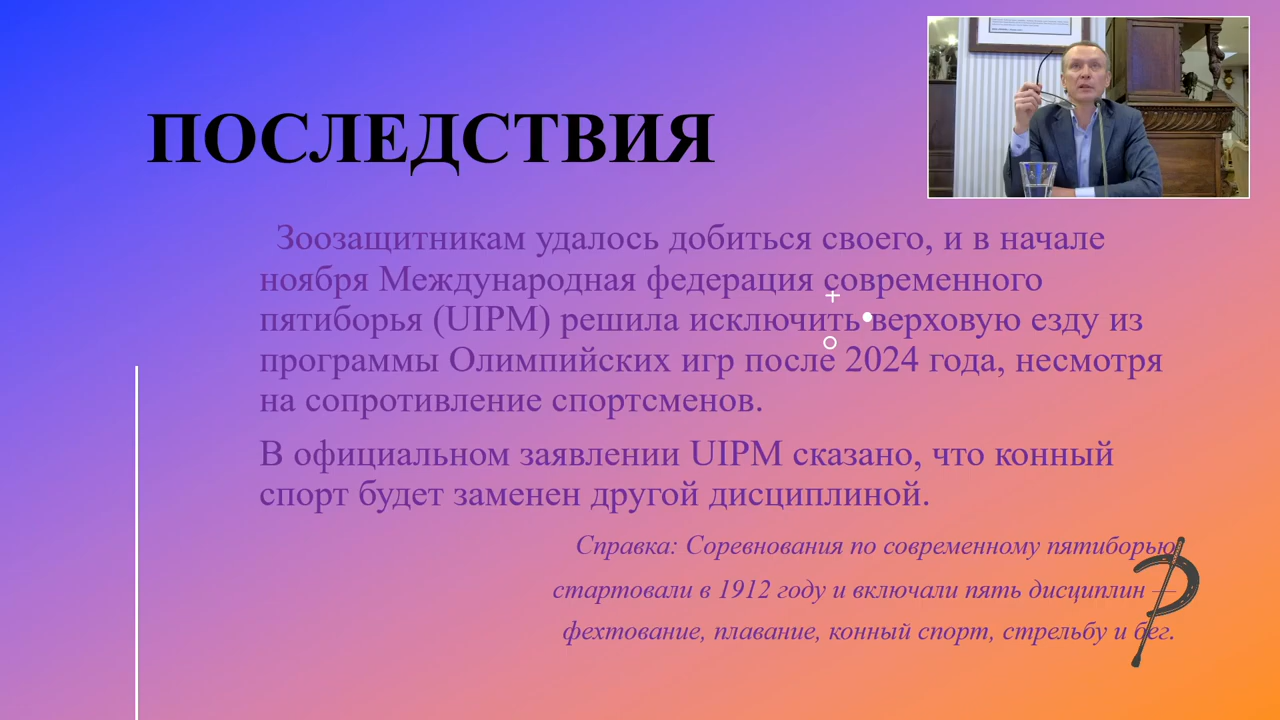 ПОСЛЕДСТВИЯ
Зоозащитникам удалось добиться своего, и в начале
ноября Международная федерация современного
пятиборья (UIPM) решила исключить верховую езду из
программы Олимпийских игр после 2024 года, несмотря
на сопротивление спортсменов.
В официальном заявлении UIPM сказано, что конный
спорт будет заменен другой дисциплиной.
Справка: Соревнования по современному пятиборью
стартовали в 1912 году и включали пять дисциплин —
фехтование, плавание, конный спорт, стрельбу и бег.